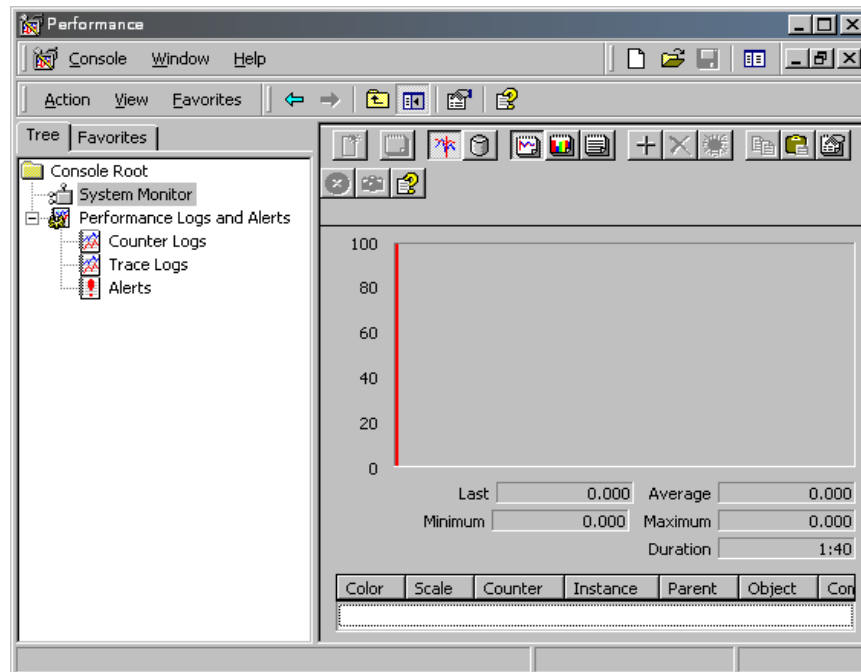 Performance
Console Window Help
Action View Favorites
Tree Favorites
Console Root
System Monitor
Performance Logs and Alerts
Counter Logs
Trace Logs
Alerts
100
80
60
40
20
0
Last 0.000 Average 0.000
Minimum 0.000 Maximum 0.000
Duration 1:40
Color Scale Counter Instance Parent Object Con